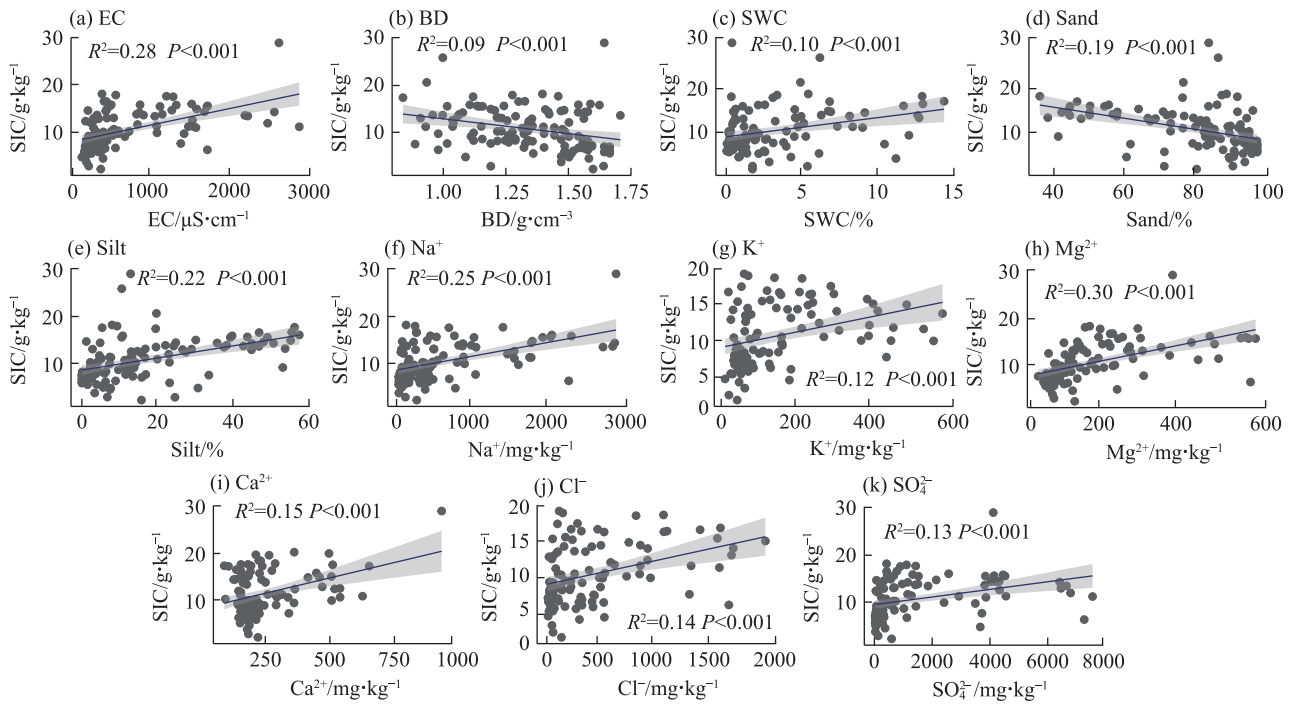 (a) EC
R²=0.28 P<0.001
SIC/g•kg⁻¹
30
20
10
0 1000 2000 3000
EC/μS•cm⁻¹
(b) BD
R²=0.09 P<0.001
SIC/g•kg⁻¹
30
20
10
1.00 1.25 1.50 1.75
BD/g•cm⁻³
(c) SWC
R²=0.10 P<0.001
SIC/g•kg⁻¹
30
20
10
0 5 10 15
SWC/%
(d) Sand
R²=0.19 P<0.001
SIC/g•kg⁻¹
30
20
10
40 60 80 100
Sand/%
(e) Silt
R²=0.22 P<0.001
SIC/g•kg⁻¹
30
20
10
0 20 40 60
Silt/%
(f) Na⁺
R²=0.25 P<0.001
SIC/g•kg⁻¹
30
20
10
0 1000 2000 3000
Na⁺/mg•kg⁻¹
(g) K⁺
R²=0.12 P<0.001
SIC/g•kg⁻¹
20
15
10
5
0
0 200 400 600
K⁺/mg•kg⁻¹
(h) Mg²⁺
R²=0.30 P<0.001
SIC/g•kg⁻¹
30
20
10
0 200 400 600
Mg²⁺/mg•kg⁻¹
(i) Ca²⁺
R²=0.15 P<0.001
SIC/g•kg⁻¹
30
20
10
250 500 750 1000
Ca²⁺/mg•kg⁻¹
(j) Cl⁻
R²=0.14 P<0.001
SIC/g•kg⁻¹
20
15
10
5
0
0 500 1000 1500 2000
Cl⁻/mg•kg⁻¹
(k) SO₄²⁻
R²=0.13 P<0.001
SIC/g•kg⁻¹
30
20
10
0 2000 4000 6000 8000
SO₄²⁻/mg•kg⁻¹